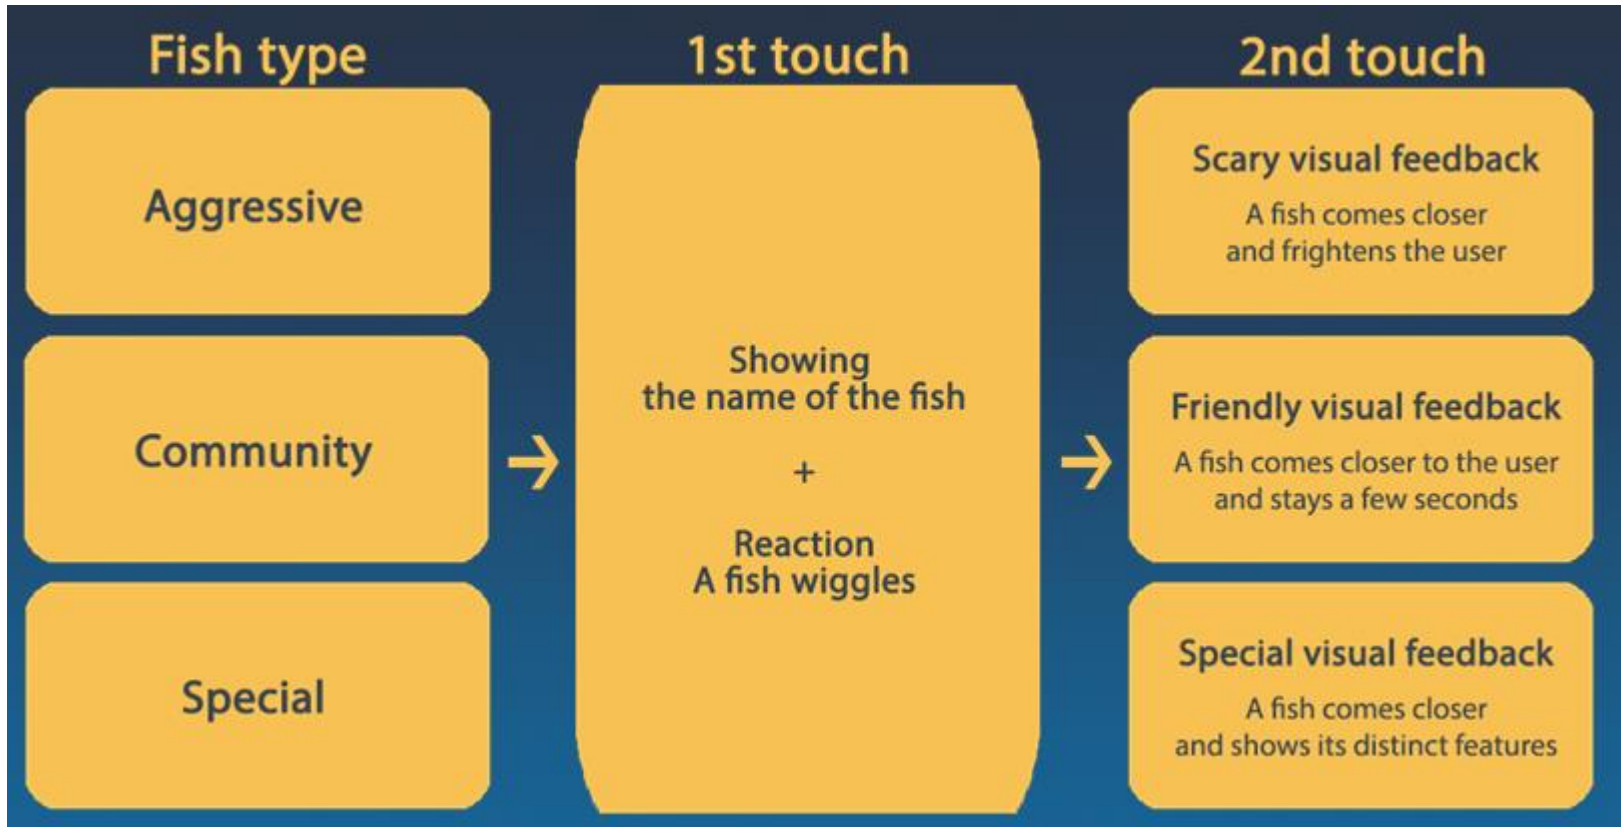 Fish type
Aggressive
Community
Special
1st touch
Showing
the name of the fish
+
Reaction
A fish wiggles
2nd touch
Scary visual feedback
A fish comes closer
and frightens the user
Friendly visual feedback
A fish comes closer to the user
and stays a few seconds
Special visual feedback
A fish comes closer
and shows its distinct features